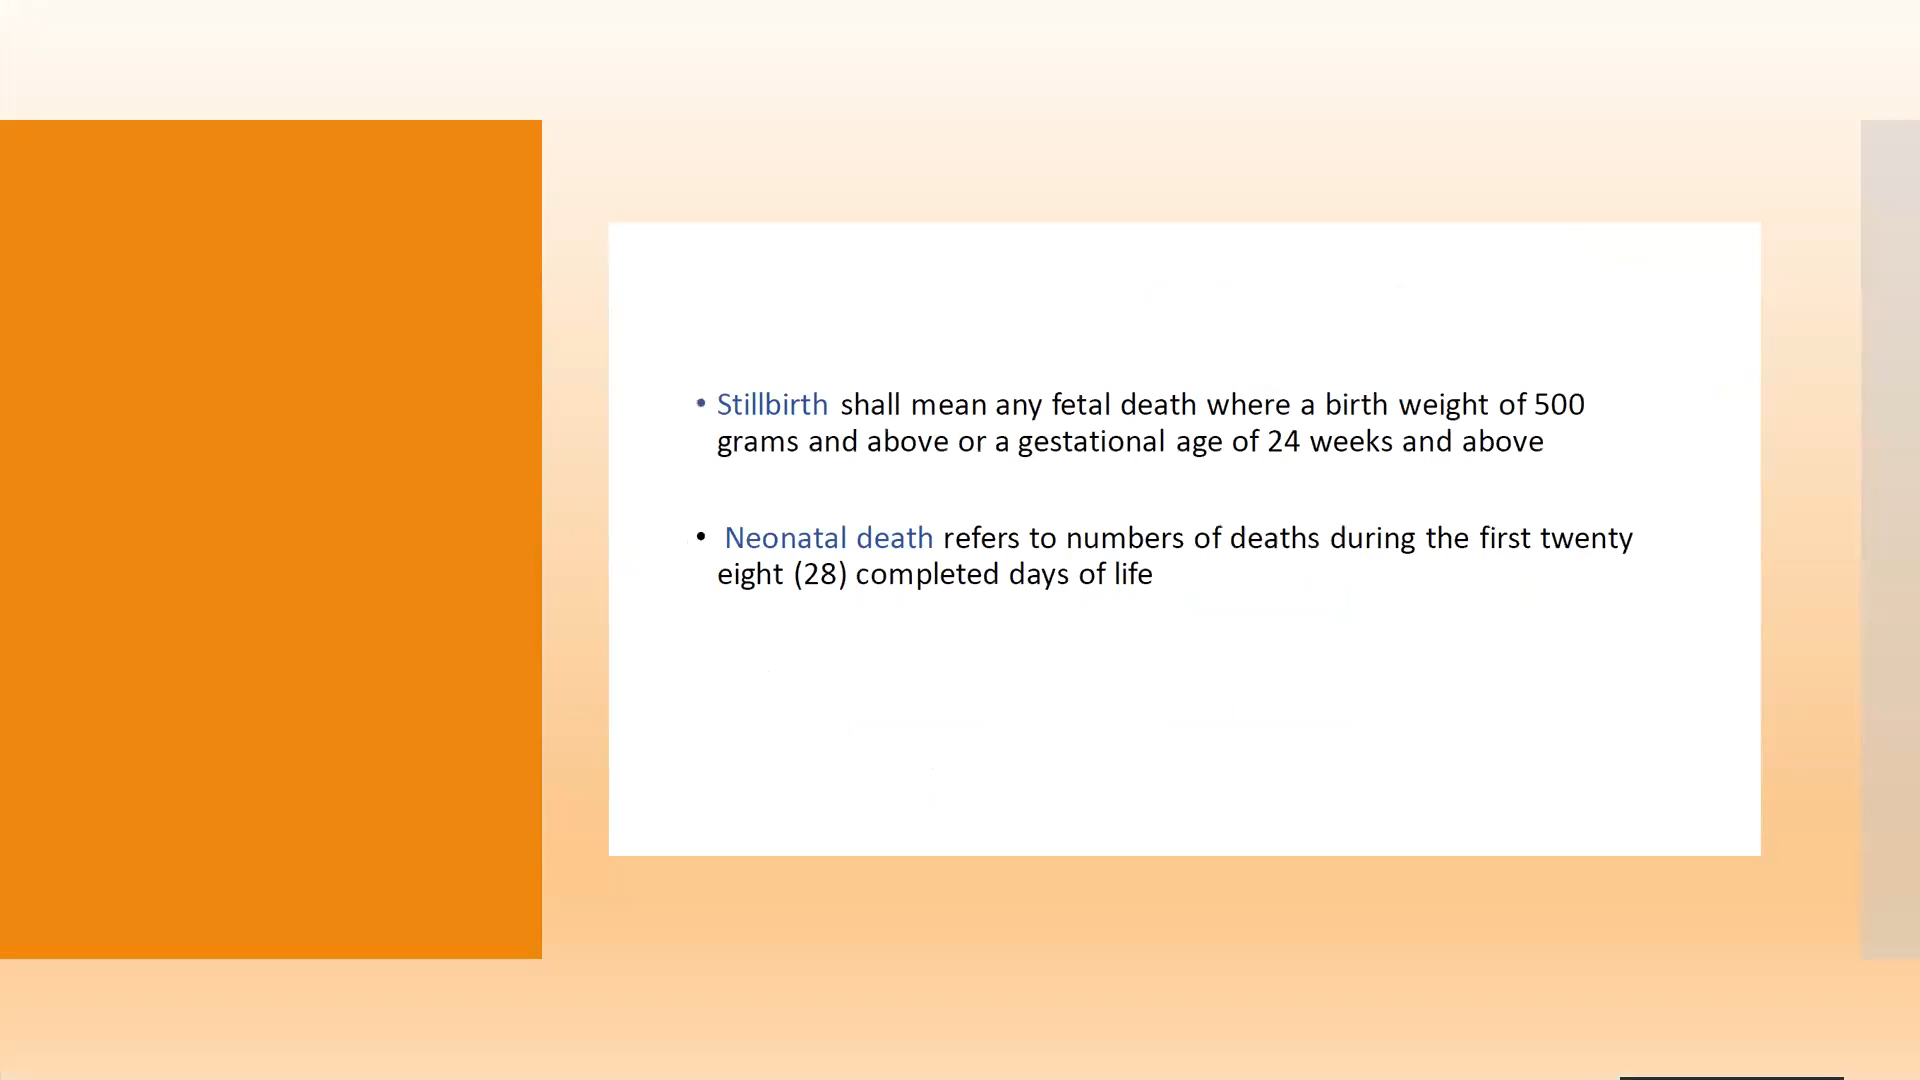 • Stillbirth shall mean any fetal death where a birth weight of 500
grams and above or a gestational age of 24 weeks and above
• Neonatal death refers to numbers of deaths during the first twenty
eight (28) completed days of life